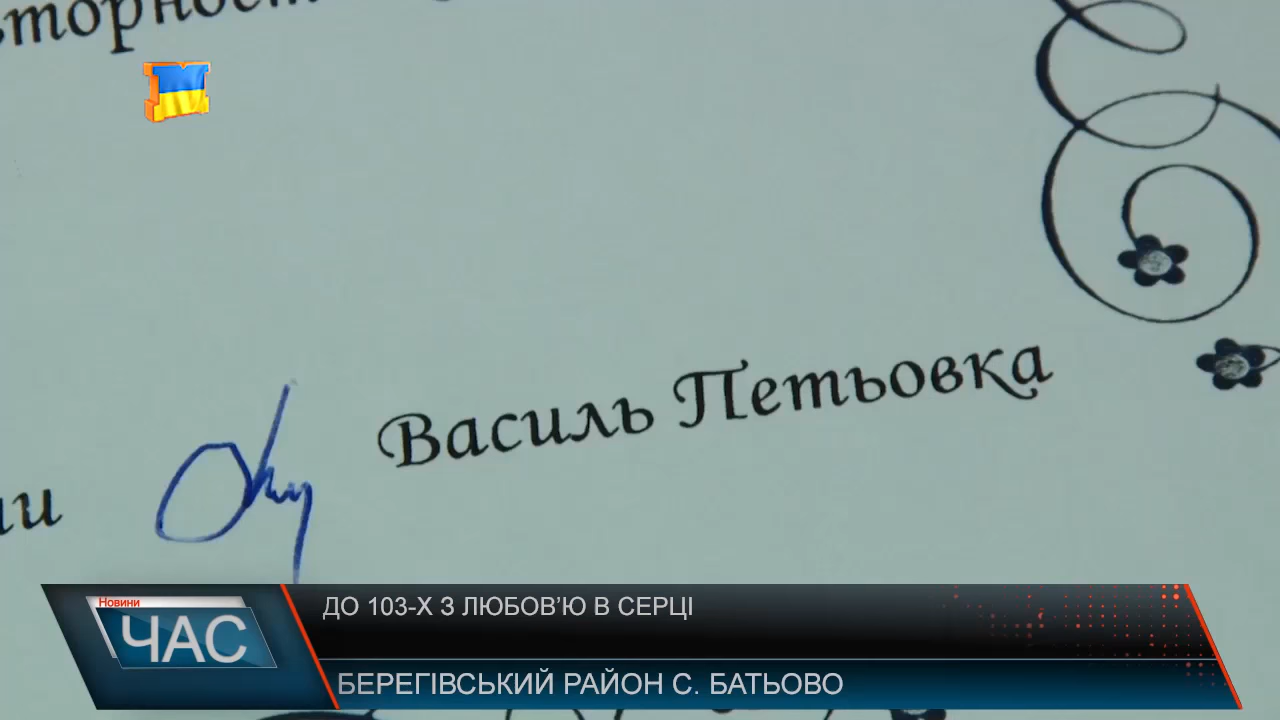 Василь Петьовка
Новини
ЧАС
ДО 103-Х З ЛЮБОВ'Ю В СЕРЦІ
БЕРЕГІВСЬКИЙ РАЙОН С. БАТЬОВО